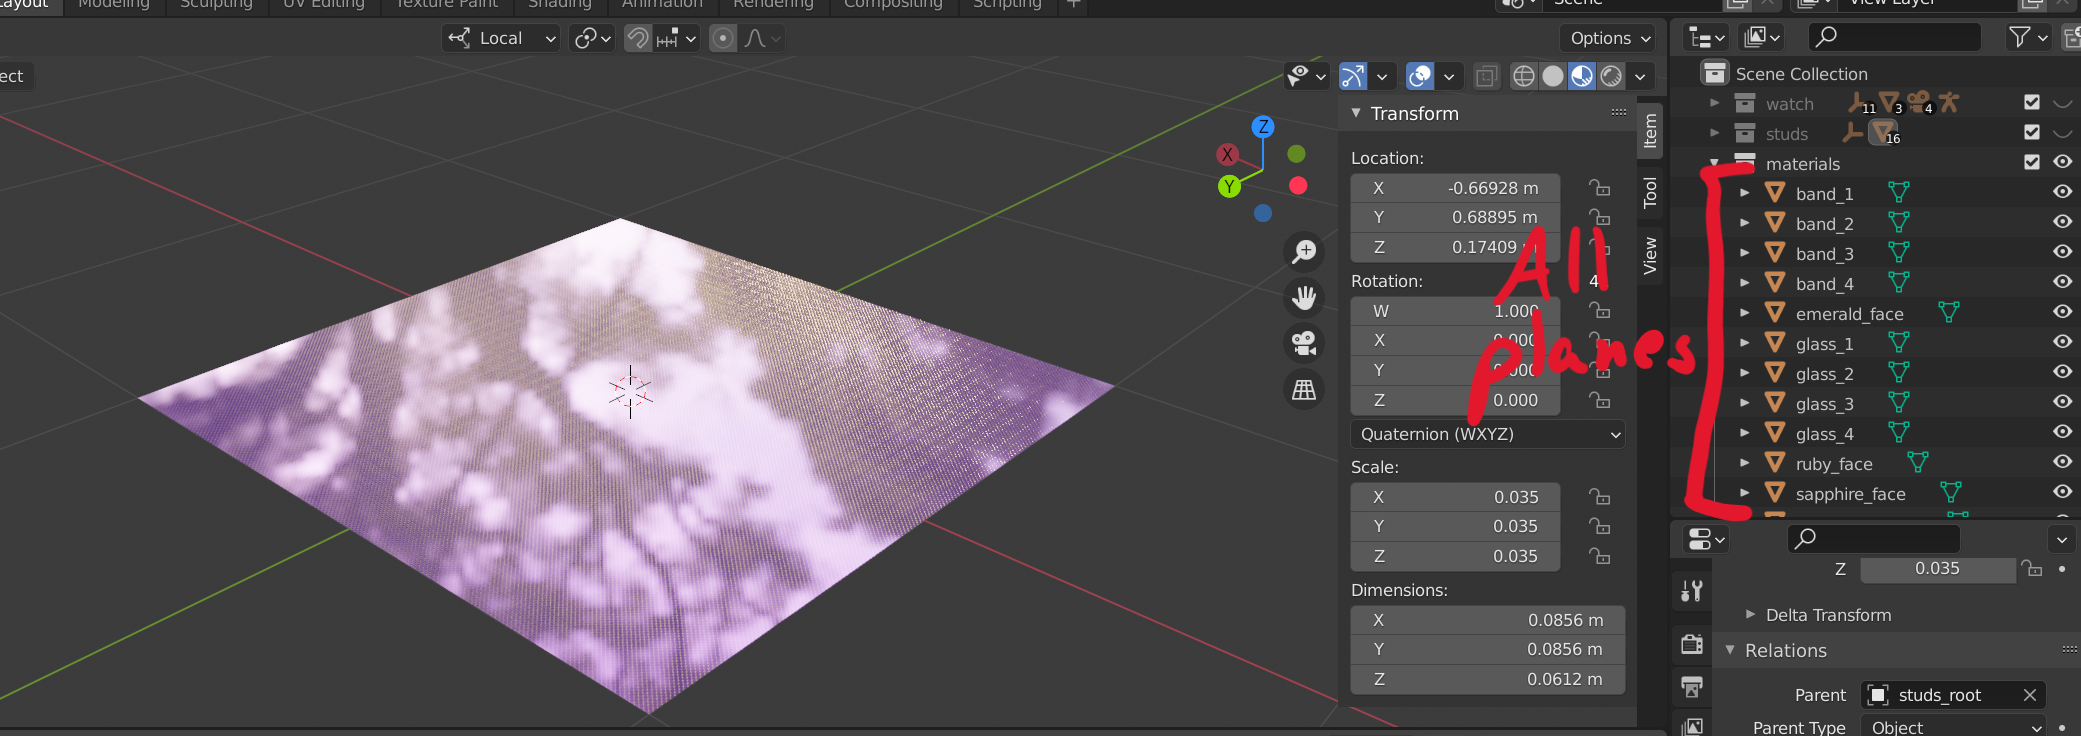 Layout Modeling Sculpting UV Editing Texture Paint Shading Animation Rendering Compositing Scripting + Scene View Layer
Local Options
ect
Scene Collection
watch 11 3 4
studs 16
materials
band_1
band_2
band_3
band_4
emerald_face
glass_1
glass_2
glass_3
glass_4
ruby_face
sapphire_face
Z
X
Y
Transform
Location:
X -0.66928 m
Y 0.68895 m
Z 0.17409
Rotation: 4
W 1.000
X 0.000
Y 0.000
Z 0.000
Quaternion (WXYZ)
Scale:
X 0.035
Y 0.035
Z 0.035
Dimensions:
X 0.0856 m
Y 0.0856 m
Z 0.0612 m
Item
Tool
View
All
planes
Z 0.035
Delta Transform
Relations
Parent studs_root
Parent Type Object